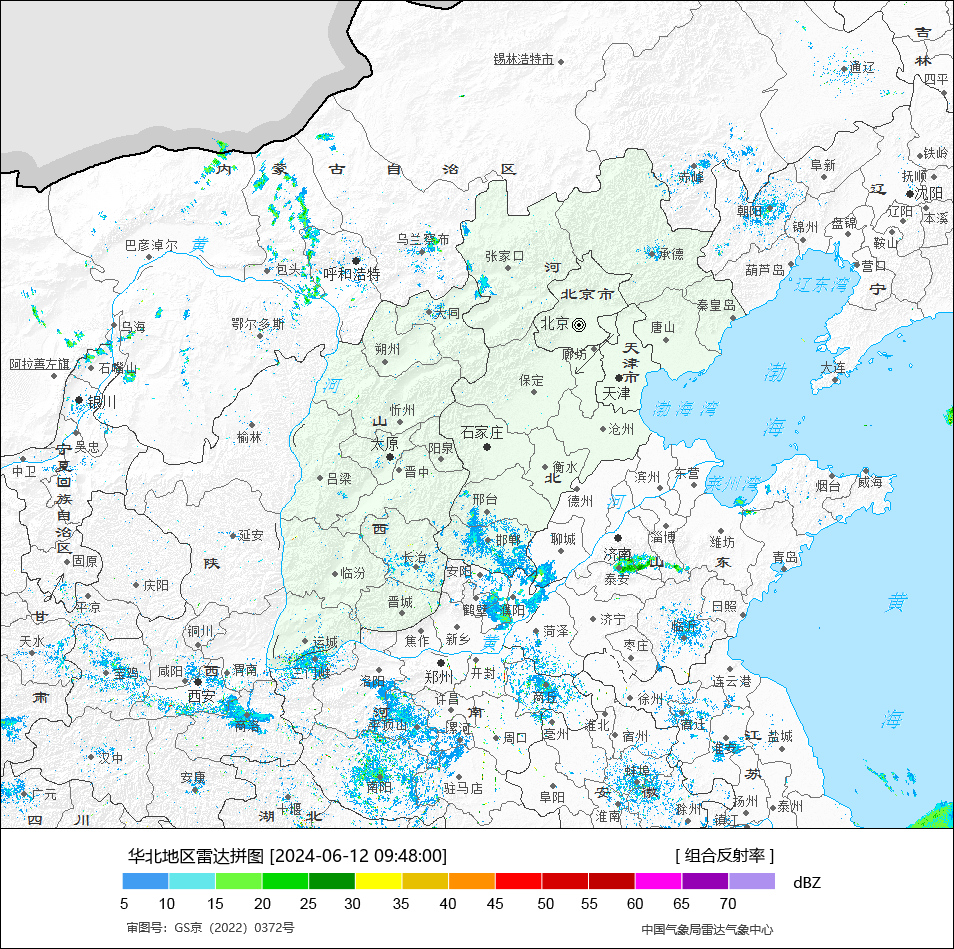 吉
锡林浩特市
林
通辽
四平
内 蒙 古 自 治 区
铁岭
赤峰
阜新
抚顺
辽
沈阳
朝阳
辽阳
本溪
锦州
盘锦
鞍山
巴彦淖尔
黄
乌兰察布
张家口
河
承德
包头
呼和浩特
葫芦岛
营口
宁
辽东湾
北京市
秦皇岛
大同
鄂尔多斯
北京
唐山
乌海
朔州
廊坊
天
津
市
阿拉善左旗
石嘴山
渤
大连
河
保定
天津
银川
忻州
渤海湾
海
山
沧州
榆林
太原
石家庄
吴忠
阳泉
宁
夏
回
族
自
治
区
中卫
晋中
衡水
吕梁
北
滨州
东营
莱州湾
烟台
威海
德州
邢台
河
西
延安
邯郸
聊城
济南
淄博
潍坊
青岛
固原
陕
长治
安阳
山
东
临汾
泰安
庆阳
平凉
晋城
鹤壁
濮阳
日照
黄
甘
济宁
铜川
焦作
新乡
菏泽
临沂
天水
运城
黄
枣庄
宝鸡
咸阳
西
渭南
三门峡
洛阳
郑州
开封
连云港
肃
西安
许昌
商丘
徐州
河
南
宿迁
海
商洛
平顶山
漯河
周口
亳州
淮北
宿州
淮安
江
盐城
汉中
安康
南阳
驻马店
蚌埠
苏
广元
阜阳
安
徽
扬州
泰州
十堰
淮南
滁州
四 川
湖 北
镇江
华北地区雷达拼图 [2024-06-12 09:48:00]
[ 组合反射率 ]
dBZ
5 10 15 20 25 30 35 40 45 50 55 60 65 70
审图号：GS京（2022）0372号
中国气象局雷达气象中心